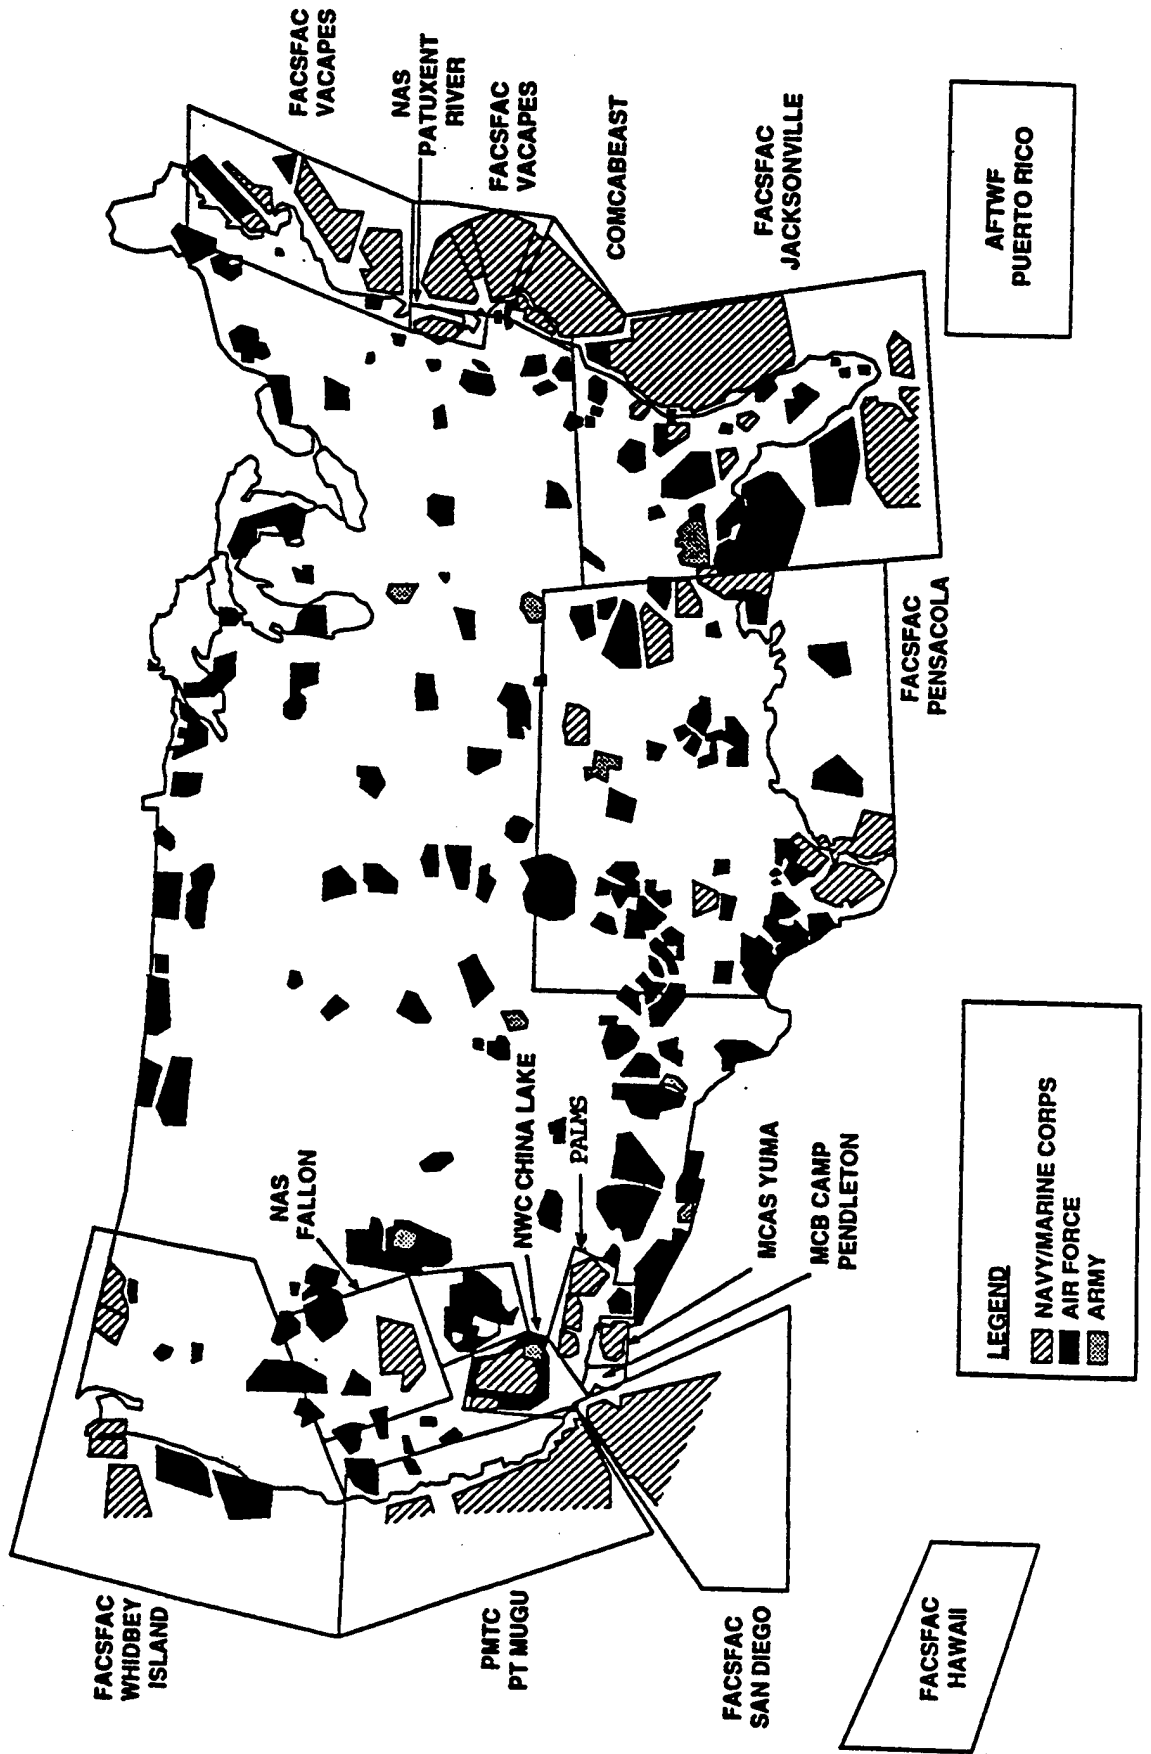 FACSFAC
WHIDBEY
ISLAND
PMTC
PT MUGU
FACSFAC
SAN DIEGO
FACSFAC
HAWAII
NAS
FALLON
NWC CHINA LAKE
PALMS
MCAS YUMA
MCB CAMP
PENDLETON
LEGEND
NAVY/MARINE CORPS
AIR FORCE
ARMY
FACSFAC
PENSACOLA
FACSFAC
VACAPES
NAS
PATUXENT
RIVER
FACSFAC
VACAPES
COMCABEAST
FACSFAC
JACKSONVILLE
AFTWF
PUERTO RICO